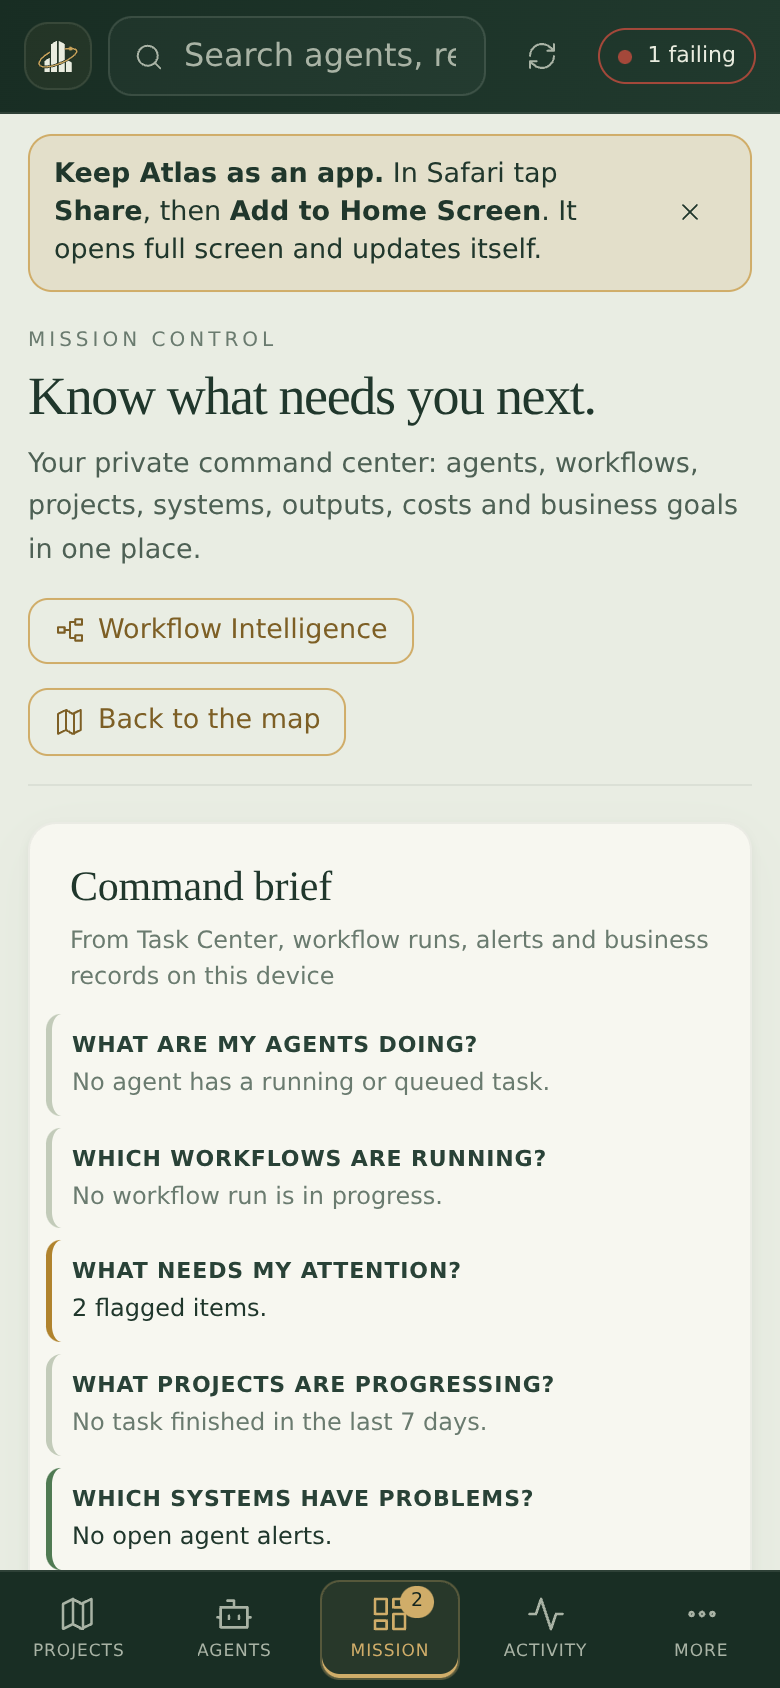 Search agents, re
1 failing
Keep Atlas as an app. In Safari tap
Share, then Add to Home Screen. It
opens full screen and updates itself.
MISSION CONTROL
Know what needs you next.
Your private command center: agents, workflows,
projects, systems, outputs, costs and business goals
in one place.
Workflow Intelligence
Back to the map
Command brief
From Task Center, workflow runs, alerts and business
records on this device
WHAT ARE MY AGENTS DOING?
No agent has a running or queued task.
WHICH WORKFLOWS ARE RUNNING?
No workflow run is in progress.
WHAT NEEDS MY ATTENTION?
2 flagged items.
WHAT PROJECTS ARE PROGRESSING?
No task finished in the last 7 days.
WHICH SYSTEMS HAVE PROBLEMS?
No open agent alerts.
2
PROJECTS
AGENTS
MISSION
ACTIVITY
MORE